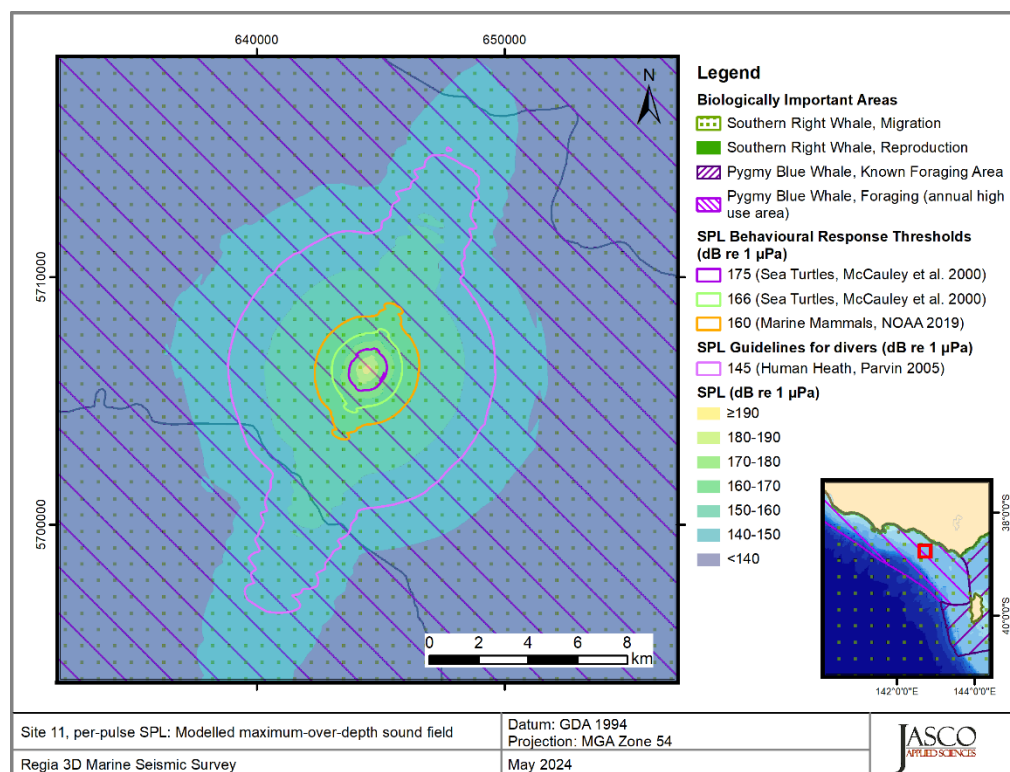 640000
650000
5710000
5700000
N
0 2 4 6 8
km
Legend
Biologically Important Areas
Southern Right Whale, Migration
Southern Right Whale, Reproduction
Pygmy Blue Whale, Known Foraging Area
Pygmy Blue Whale, Foraging (annual high
use area)
SPL Behavioural Response Thresholds
(dB re 1 µPa)
175 (Sea Turtles, McCauley et al. 2000)
166 (Sea Turtles, McCauley et al. 2000)
160 (Marine Mammals, NOAA 2019)
SPL Guidelines for divers (dB re 1 µPa)
145 (Human Heath, Parvin 2005)
SPL (dB re 1 µPa)
≥190
180-190
170-180
160-170
150-160
140-150
<140
38°0'0"S
40°0'0"S
142°0'0"E
144°0'0"E
Site 11, per-pulse SPL: Modelled maximum-over-depth sound field
Datum: GDA 1994
Projection: MGA Zone 54
Regia 3D Marine Seismic Survey
May 2024
JASCO
APPLIED SCIENCES